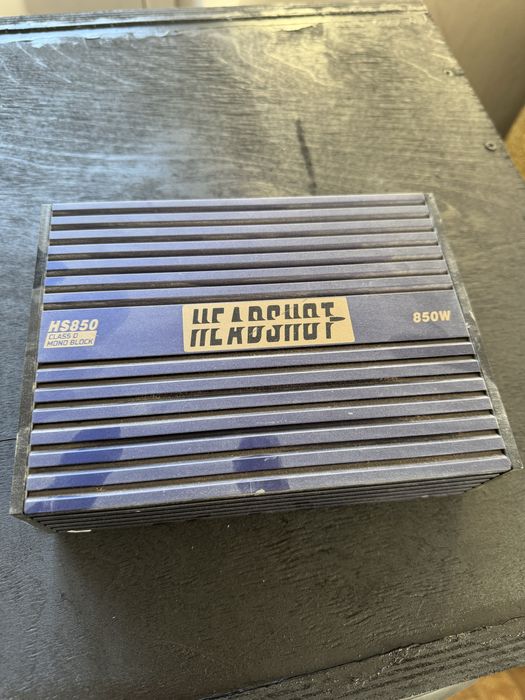 HS850
CLASS D
MONO BLOCK
HEADSHOT
850W